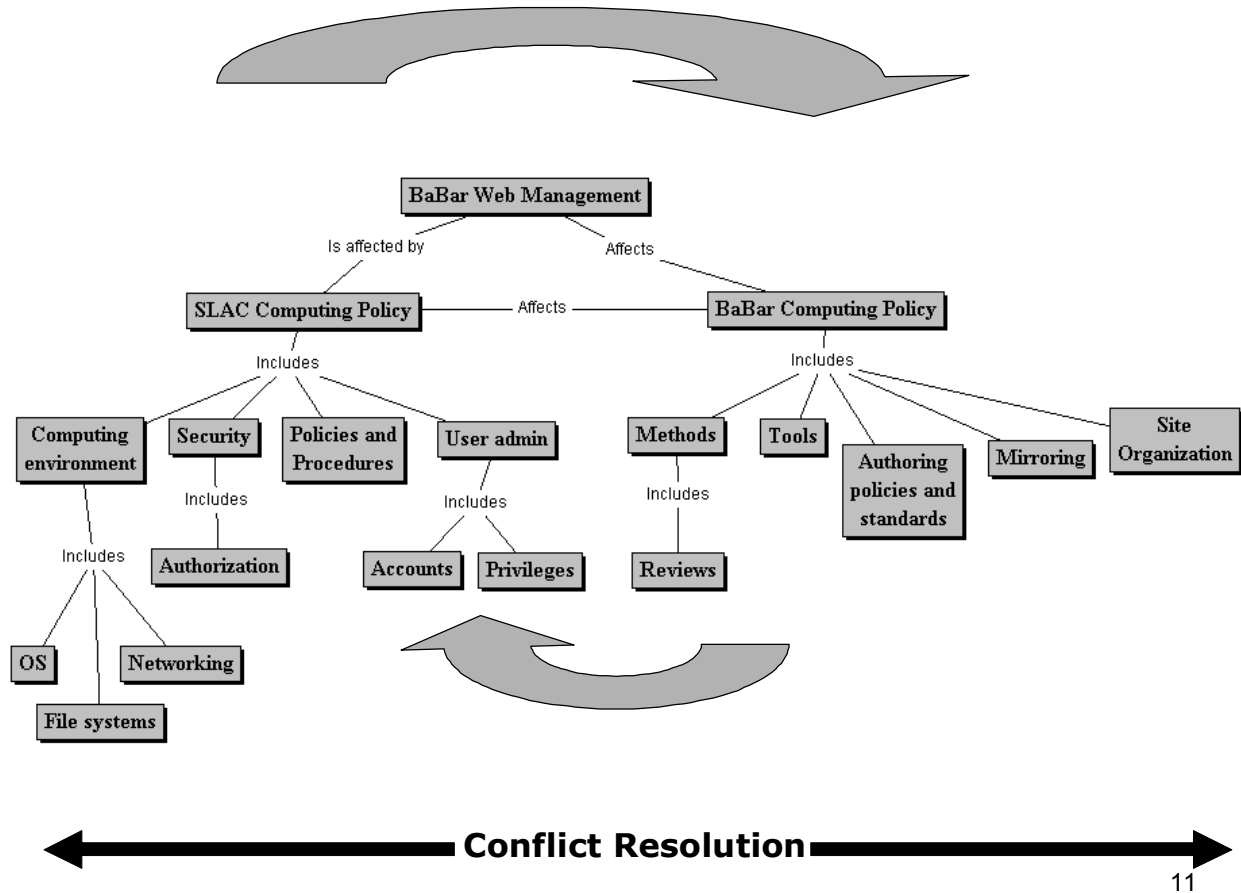 BaBar Web Management
Is affected by
Affects
SLAC Computing Policy
Affects
BaBar Computing Policy
Includes
Includes
Computing
environment
Security
Policies and
Procedures
User admin
Methods
Tools
Authoring
policies and
standards
Mirroring
Site
Organization
Includes
Includes
Includes
Includes
Authorization
Accounts
Privileges
Reviews
OS
Networking
File systems
Conflict Resolution
11